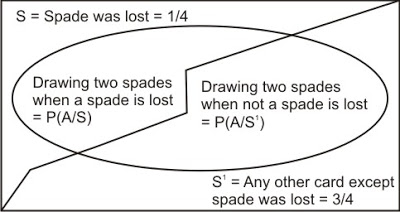 S = Spade was lost = 1/4
Drawing two spades
when a spade is lost
= P(A/S)
Drawing two spades
when not a spade is lost
= P(A/S¹)
S¹ = Any other card except
spade was lost = 3/4